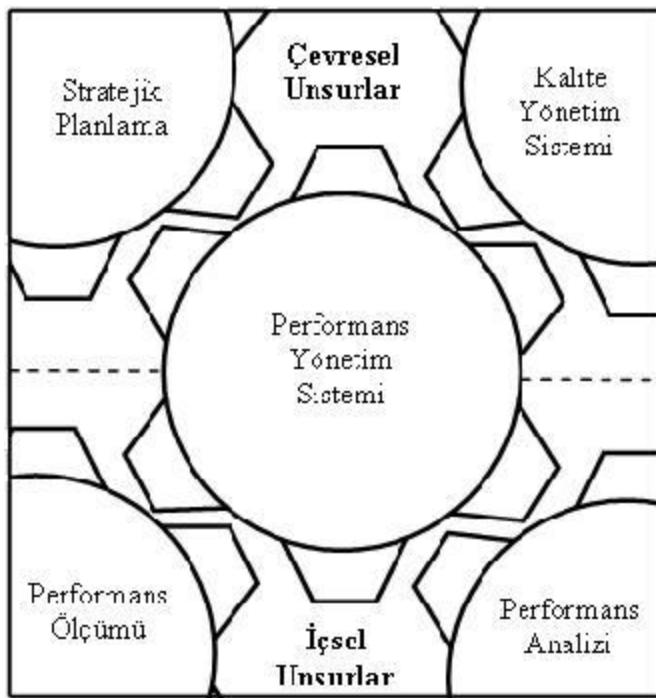 Stratejik
Planlama
Çevresel
Unsurlar
Kalite
Yönetim
Sistemi
Performans
Yönetim
Sistemi
Performans
Ölçümü
İçsel
Unsurlar
Performans
Analizi